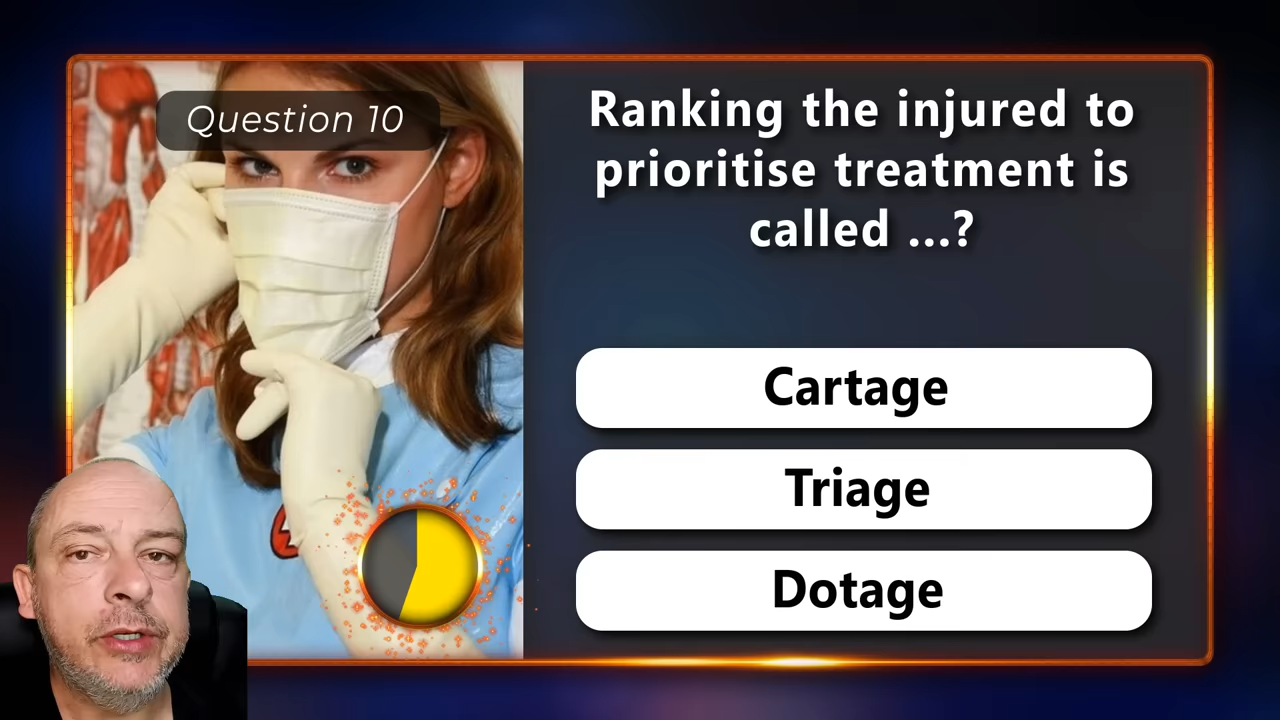 Question 10
Ranking the injured to
prioritise treatment is
called ...?
Cartage
Triage
Dotage